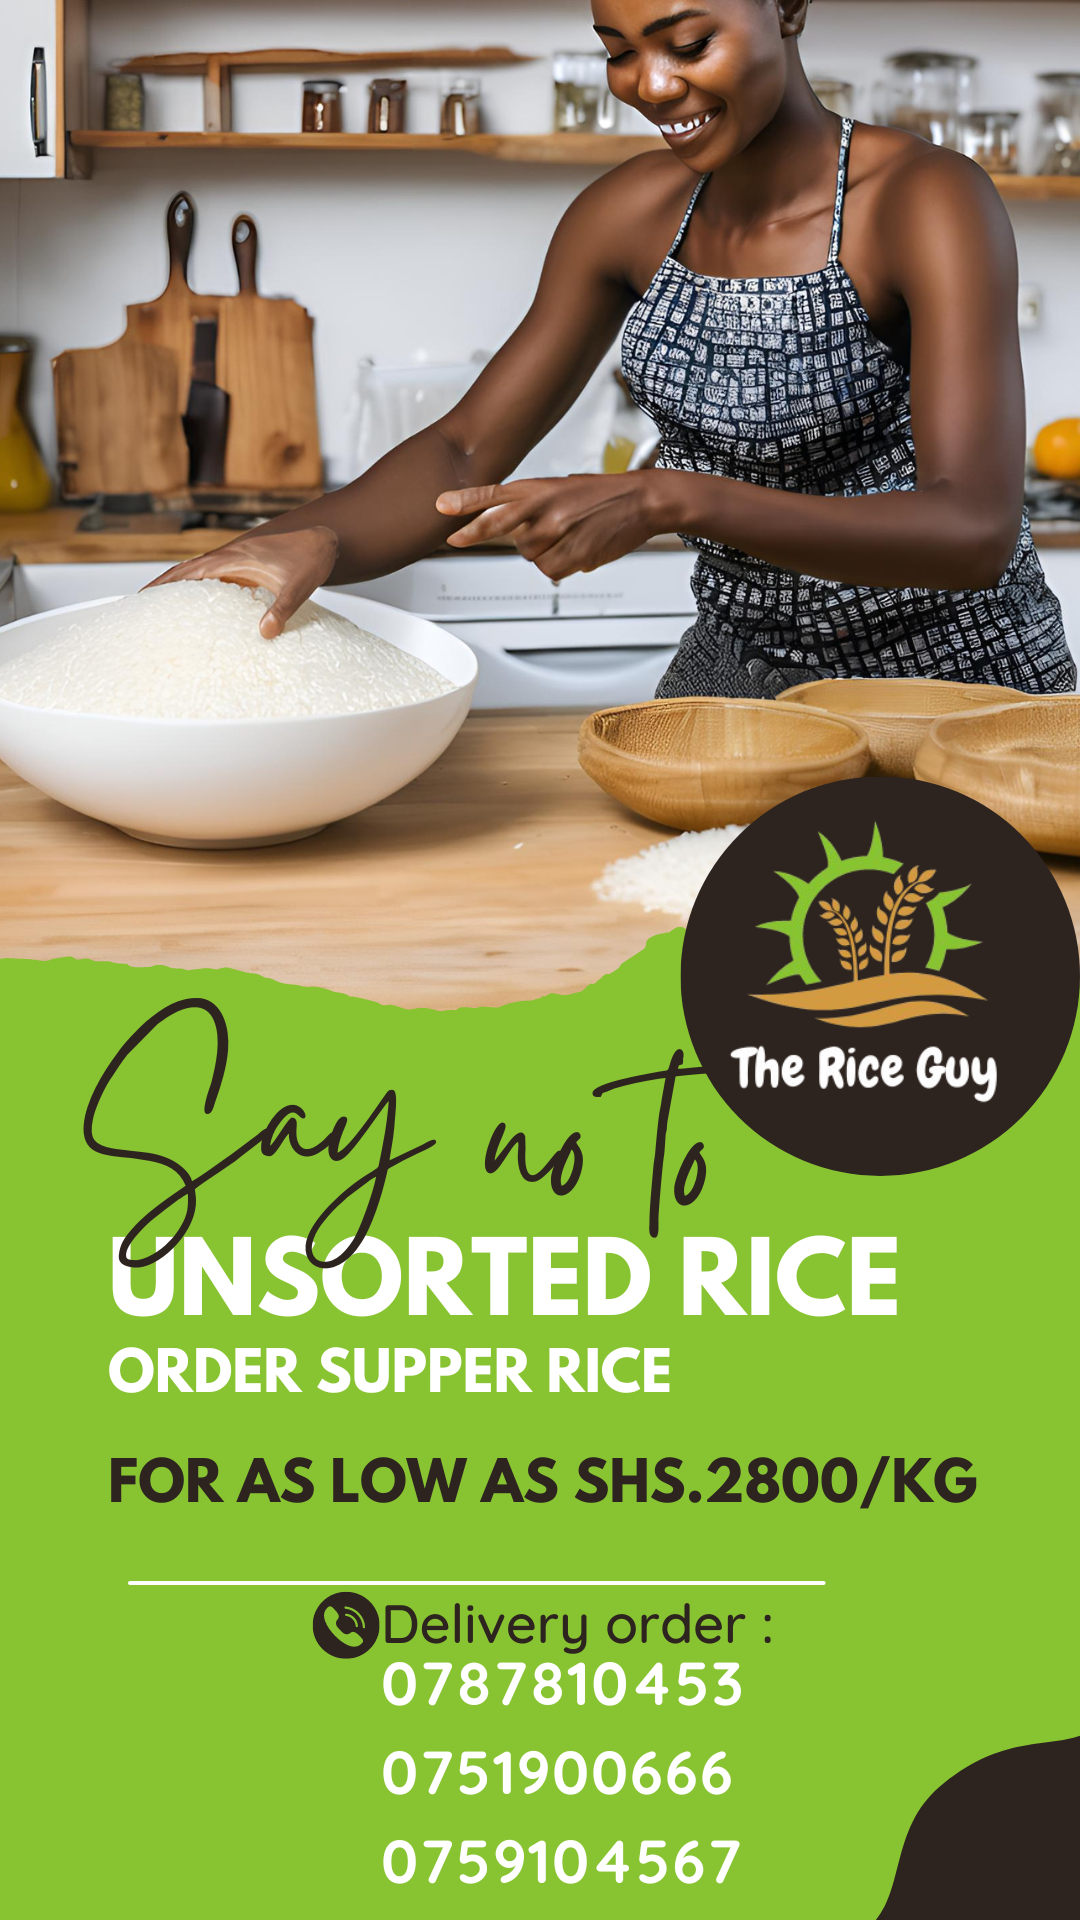 The Rice Guy
Say no to
UNSORTED RICE
ORDER SUPPER RICE
FOR AS LOW AS SHS.2800/KG
Delivery order :
0787810453
0751900666
0759104567